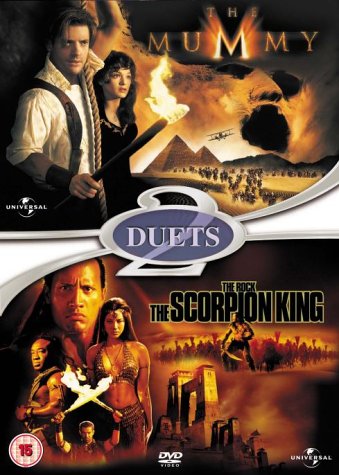 THE
MUMMY
UNIVERSAL
2
DUETS
THE ROCK
THE SCORPION KING
15
DVD
VIDEO
UNIVERSAL